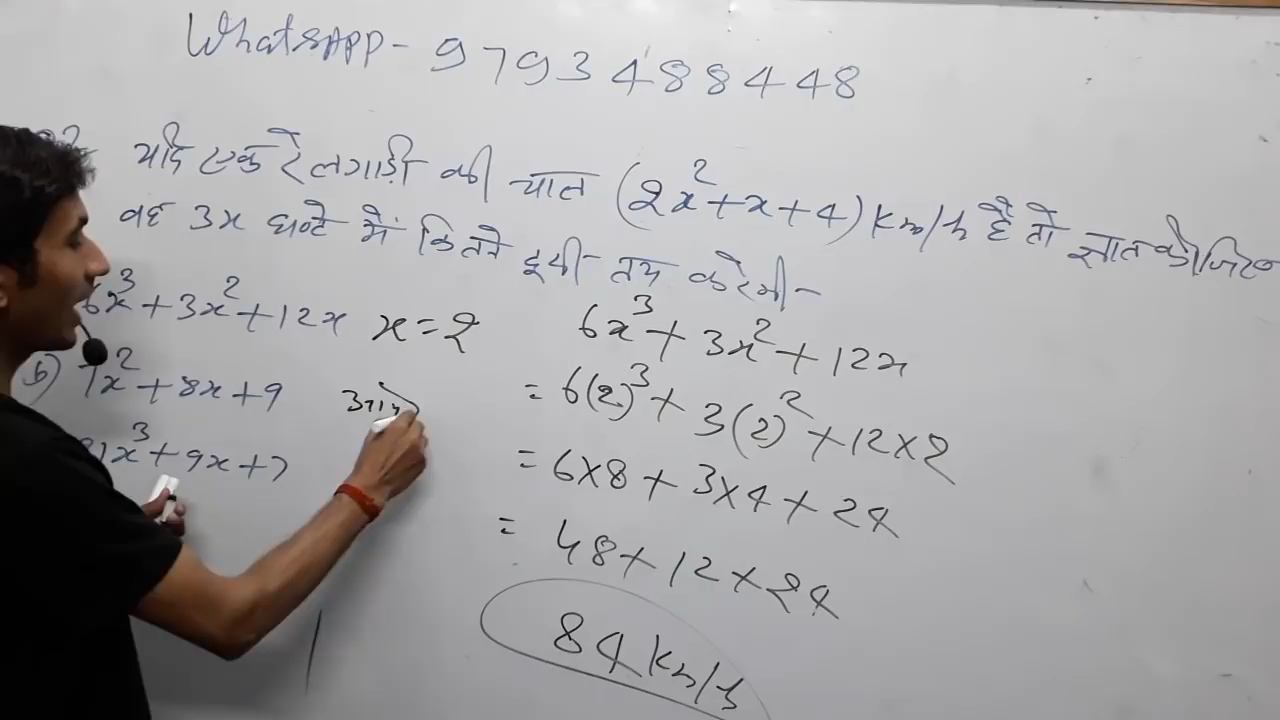 WhatsAPP - 9793488448
यदि एक रेलगाड़ी की चाल (2x²+x+4) km/h है तो ज्ञात कीजिए
वह 3x घण्टे में कितने दूरी तय करेगी -
6x³+3x²+12x x=2
b) 7x²+8x+9
x³+9x+7
6x³+3x²+12x
= 6(2)³+3(2)²+12×2
= 6×8+3×4+24
= 48+12+24
84 km/h